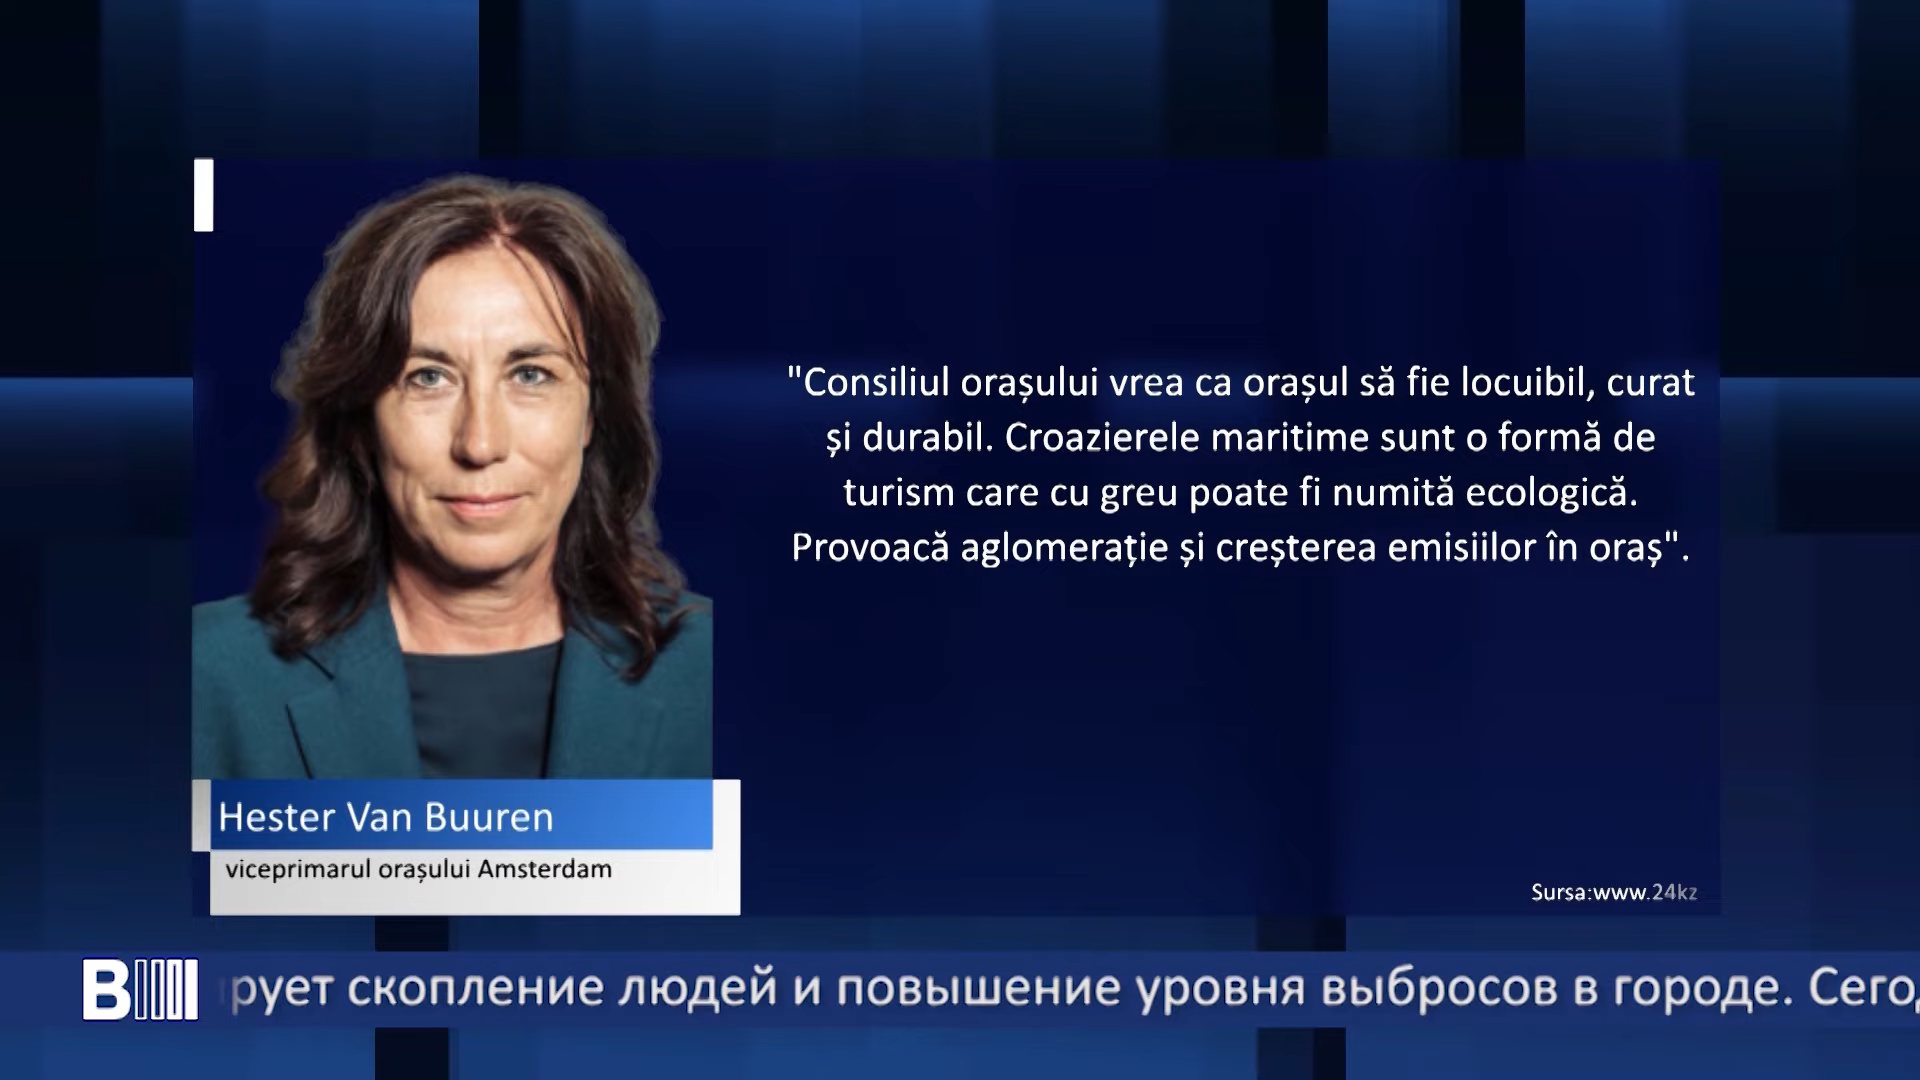 "Consiliul orașului vrea ca orașul să fie locuibil, curat
și durabil. Croazierele maritime sunt o formă de
turism care cu greu poate fi numită ecologică.
Provoacă aglomerație și creșterea emisiilor în oraș".
Hester Van Buuren
viceprimarul orașului Amsterdam
Sursa:www.24kz
рует скопление людей и повышение уровня выбросов в городе. Сего